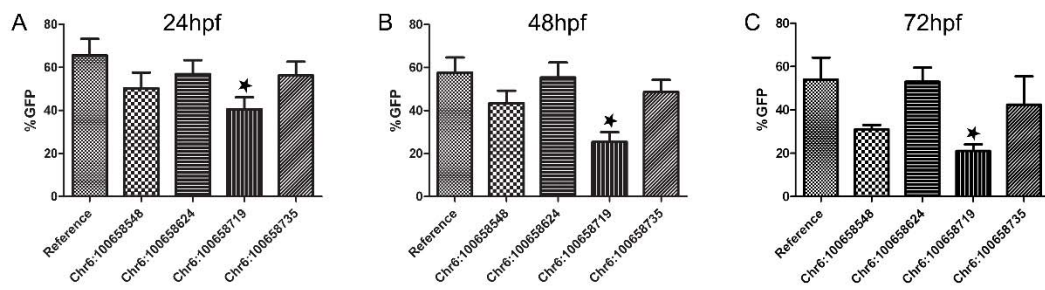 A
24hpf
80
60
40
20
0
%GFP
Reference
Chr6:100658548
Chr6:100658624
Chr6:100658719
Chr6:100658735
B
48hpf
80
60
40
20
0
%GFP
Reference
Chr6:100658548
Chr6:100658624
Chr6:100658719
Chr6:100658735
C
72hpf
80
60
40
20
0
%GFP
Reference
Chr6:100658548
Chr6:100658624
Chr6:100658719
Chr6:100658735